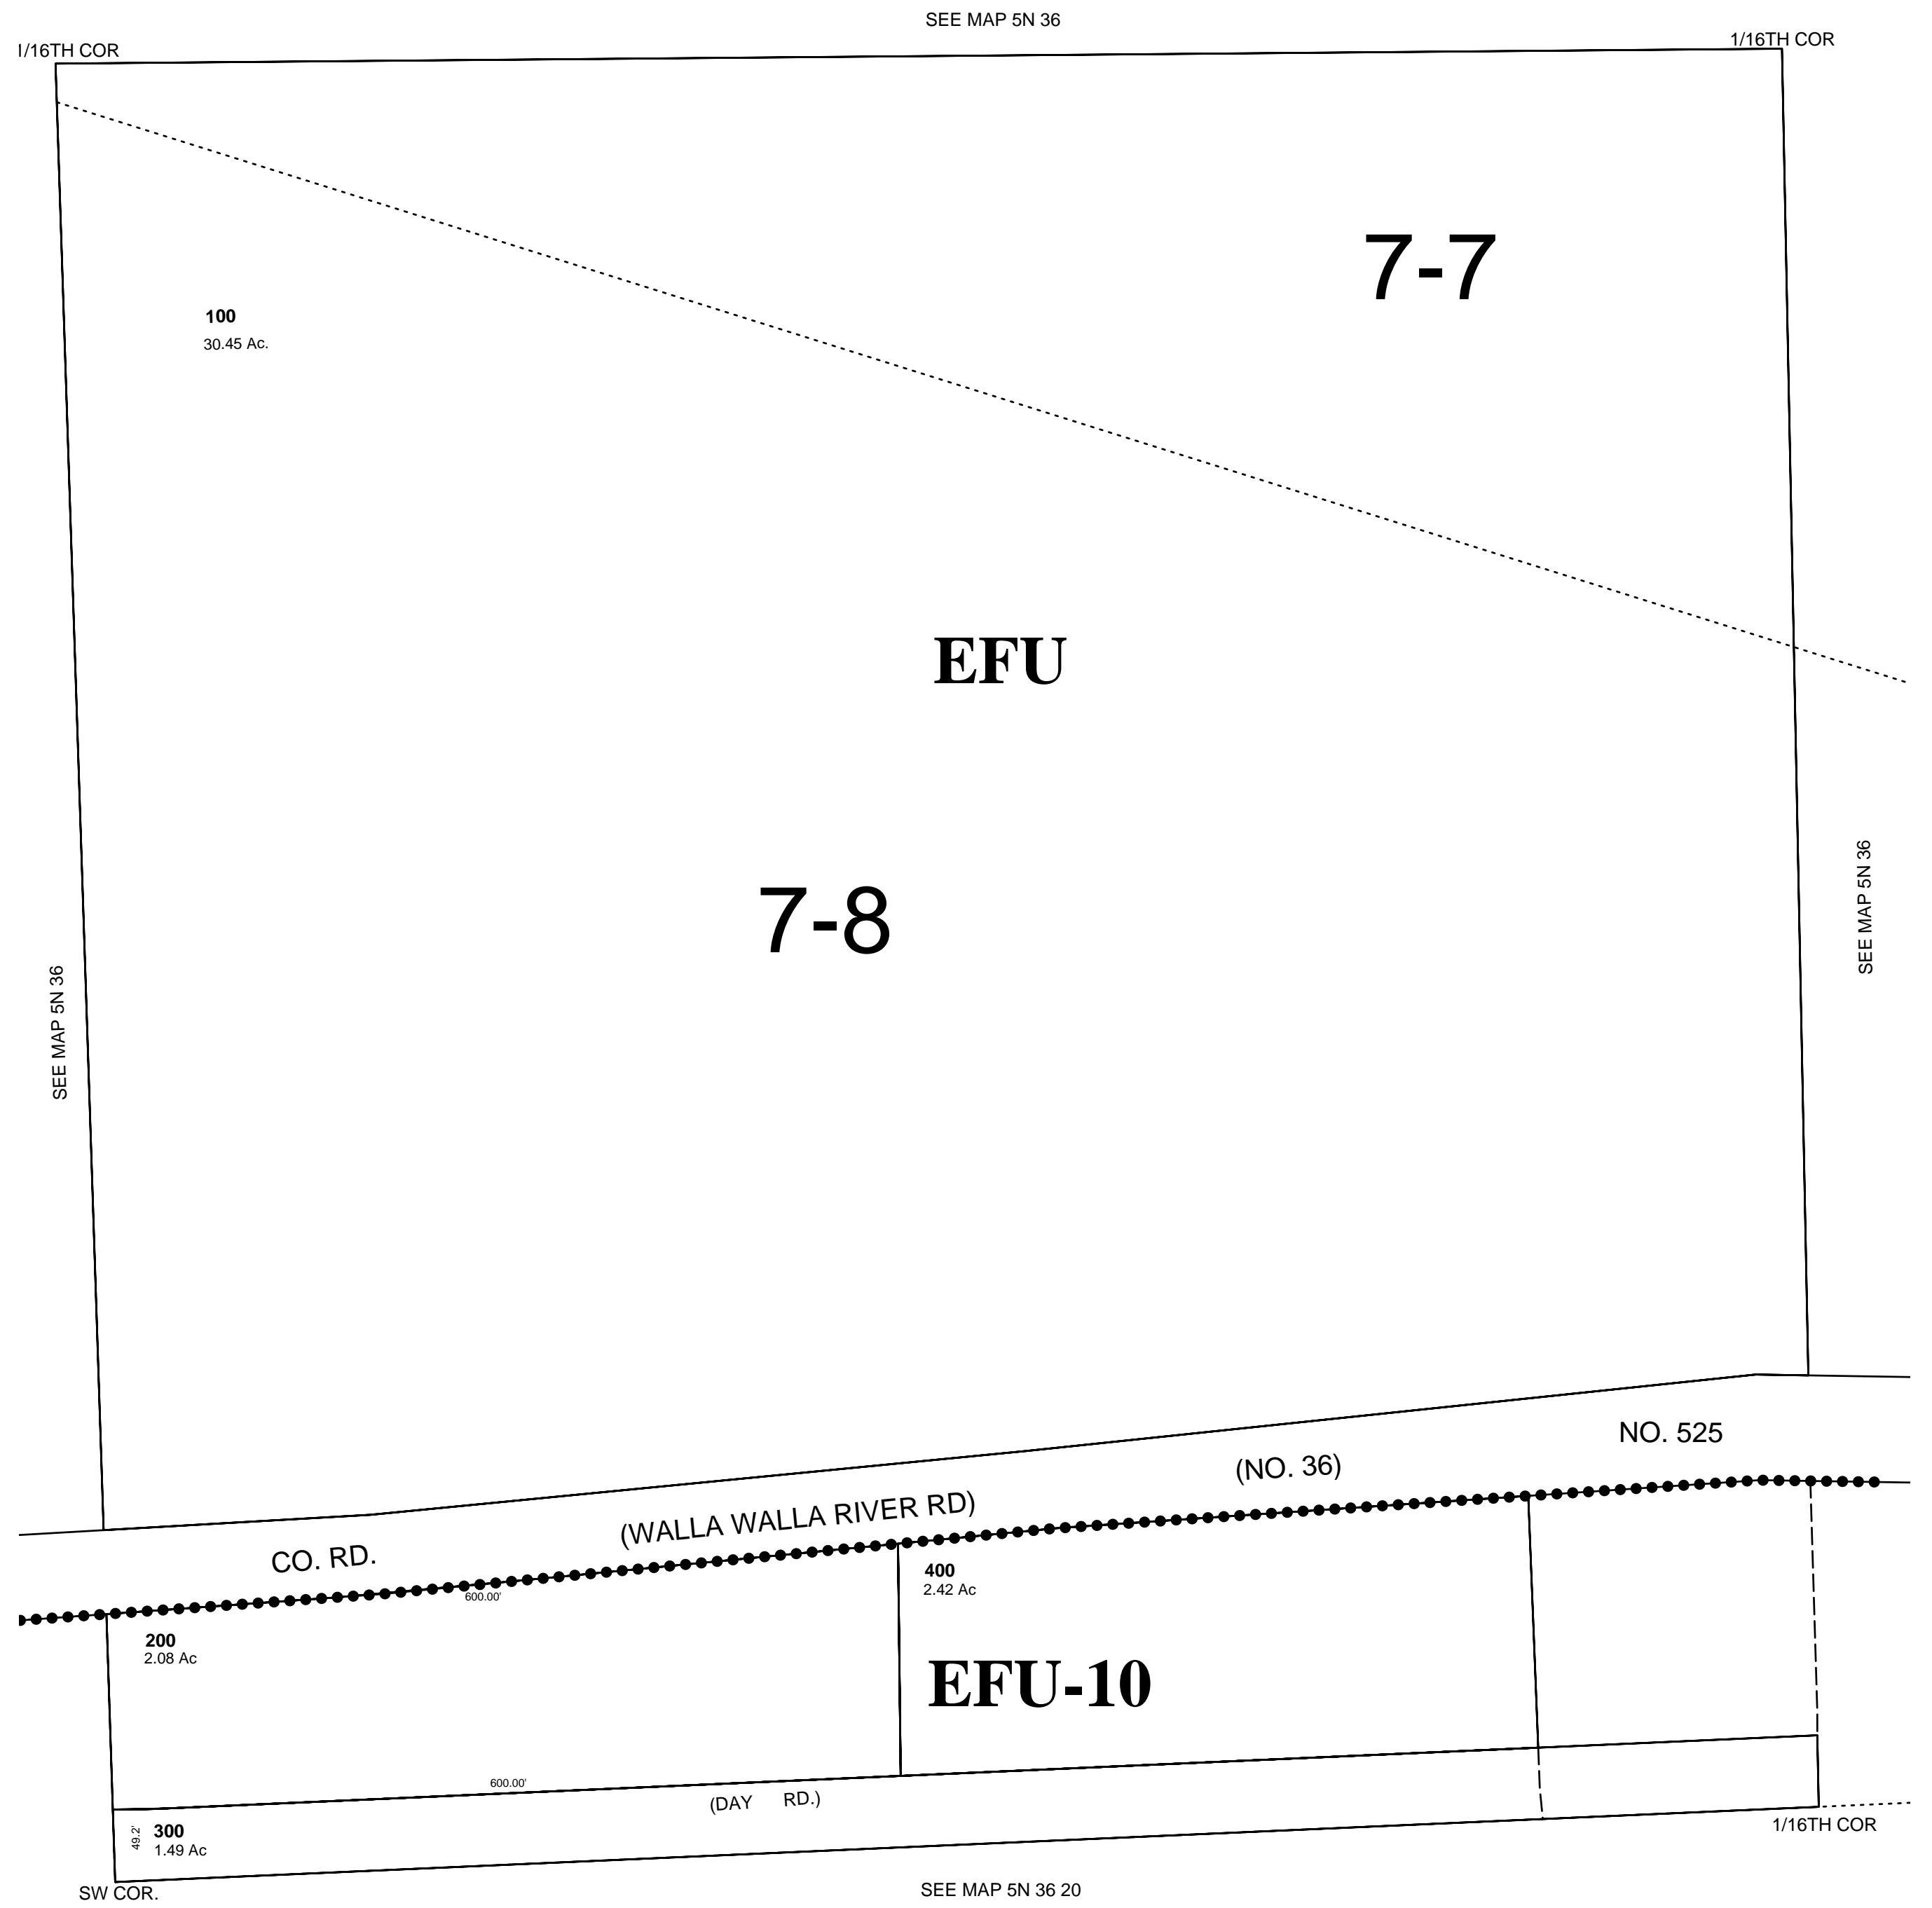 SEE MAP 5N 36
1/16TH COR
1/16TH COR
7-7
100
30.45 Ac.
EFU
7-8
SEE MAP 5N 36
SEE MAP 5N 36
NO. 525
(NO. 36)
(WALLA WALLA RIVER RD)
CO. RD.
600.00'
400
2.42 Ac
200
2.08 Ac
EFU-10
600.00'
(DAY RD.)
49.2'
300
1.49 Ac
1/16TH COR
SW COR.
SEE MAP 5N 36 20